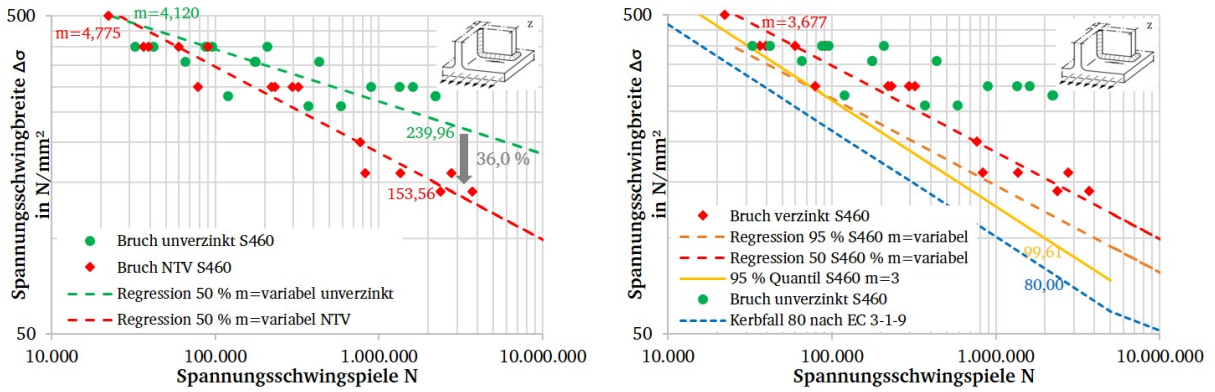 Spannungsschwingbreite Δσ
in N/mm²
500
50
m=4,120
m=4,775
z
239,96
36,0 %
153,56
Bruch unverzinkt S460
Bruch NTV S460
Regression 50 % m=variabel unverzinkt
Regression 50 % m=variabel NTV
10.000
100.000
1.000.000
10.000.000
Spannungsschwingspiele N
Spannungsschwingbreite Δσ
in N/mm²
500
50
m=3,677
z
Bruch verzinkt S460
Regression 95 % S460 m=variabel
Regression 50 S460 % m=variabel
95 % Quantil S460 m=3
Bruch unverzinkt S460
Kerbfall 80 nach EC 3-1-9
99,61
80,00
10.000
100.000
1.000.000
10.000.000
Spannungsschwingspiele N